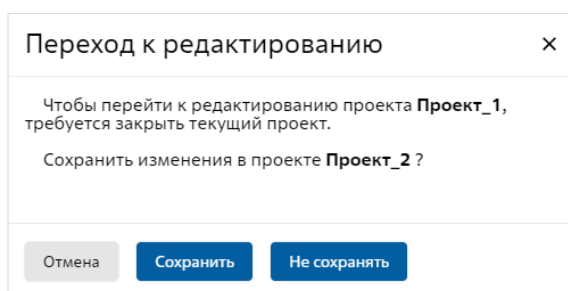 Переход к редактированию
Чтобы перейти к редактированию проекта Проект_1,
требуется закрыть текущий проект.
Сохранить изменения в проекте Проект_2 ?
Отмена Сохранить Не сохранять